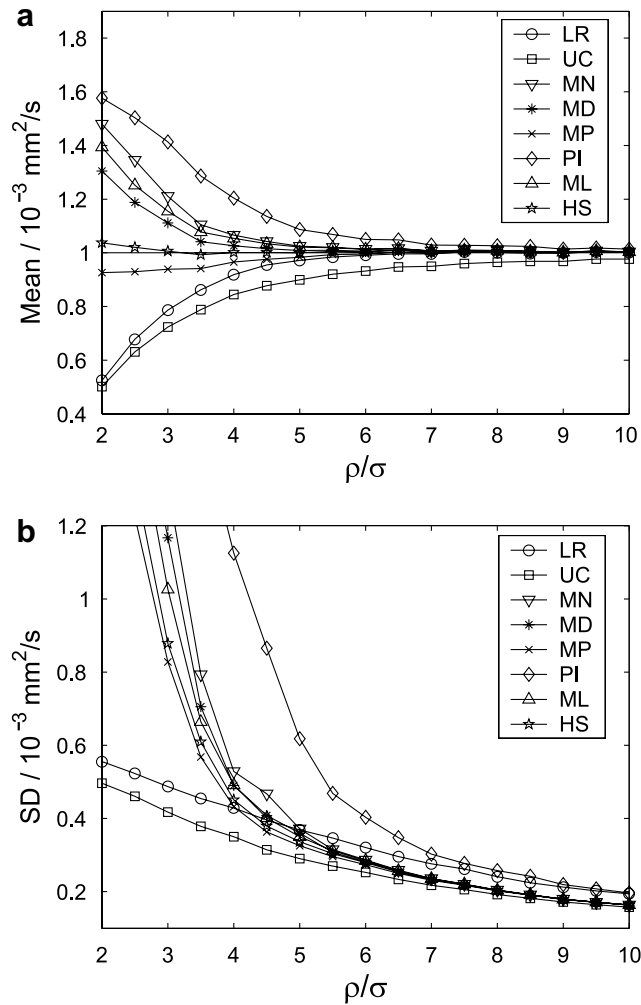 a
1.8
1.6
1.4
1.2
1
0.8
0.6
0.4
Mean / 10⁻³ mm²/s
LR
UC
MN
MD
MP
PI
ML
HS
2 3 4 5 6 7 8 9 10
ρ/σ
b
1.2
1
0.8
0.6
0.4
0.2
SD / 10⁻³ mm²/s
LR
UC
MN
MD
MP
PI
ML
HS
2 3 4 5 6 7 8 9 10
ρ/σ